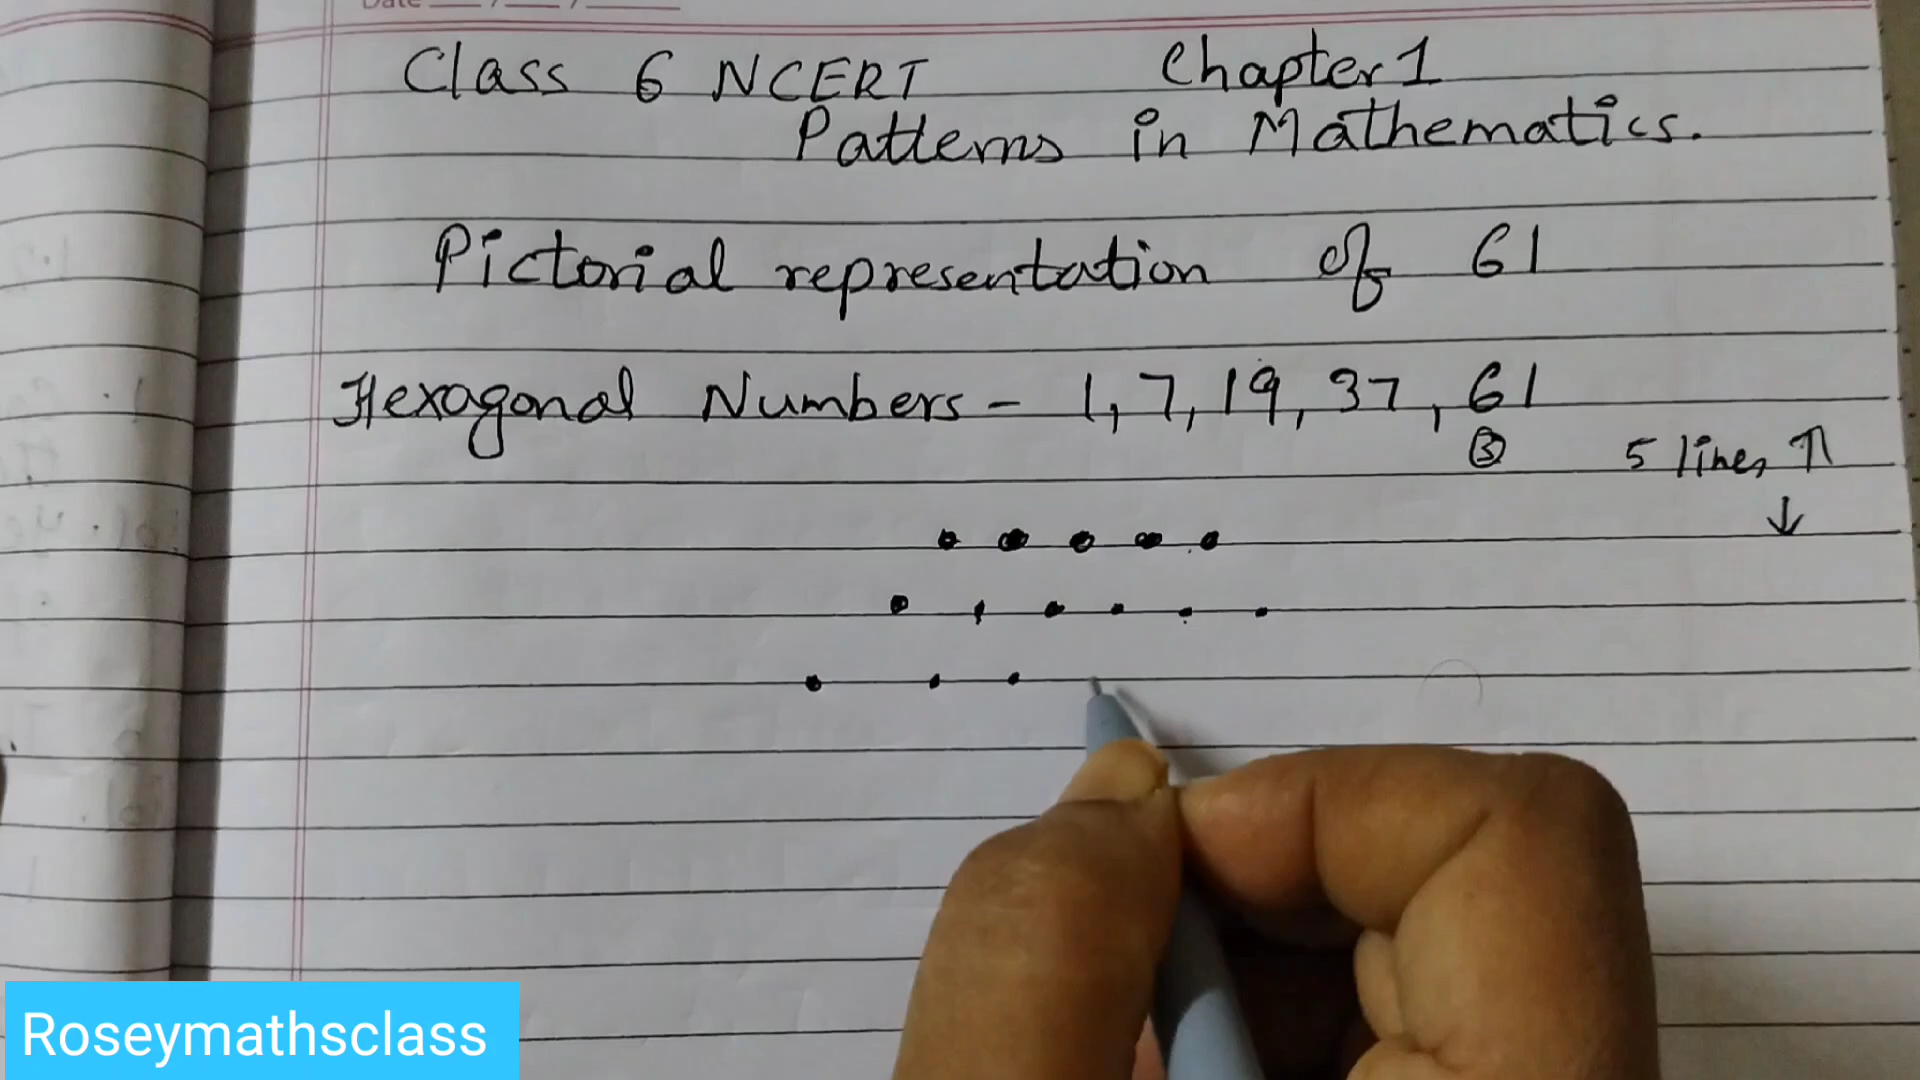 Date / /
Class 6 NCERT Chapter 1
Patterns in Mathematics.
Pictorial representation of 61
Hexagonal Numbers - 1, 7, 19, 37, 61
5 lines ↑
↓
Roseymathsclass